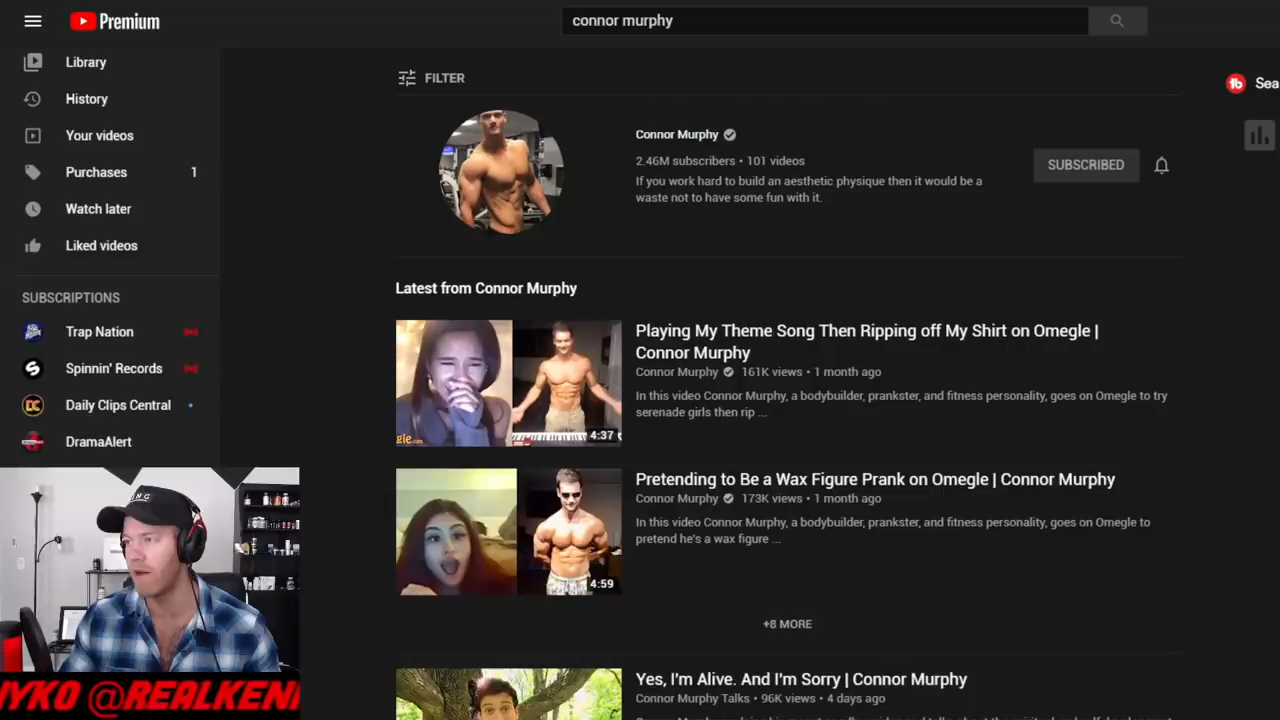 Premium
connor murphy
Library
History
Your videos
Purchases 1
Watch later
Liked videos
SUBSCRIPTIONS
Trap Nation
Spinnin' Records
Daily Clips Central
DramaAlert
FILTER
Connor Murphy
2.46M subscribers • 101 videos
If you work hard to build an aesthetic physique then it would be a
waste not to have some fun with it.
SUBSCRIBED
tb Sea
Latest from Connor Murphy
gle.com
4:37
Playing My Theme Song Then Ripping off My Shirt on Omegle |
Connor Murphy
Connor Murphy 161K views • 1 month ago
In this video Connor Murphy, a bodybuilder, prankster, and fitness personality, goes on Omegle to try
serenade girls then rip ...
4:59
Pretending to Be a Wax Figure Prank on Omegle | Connor Murphy
Connor Murphy 173K views • 1 month ago
In this video Connor Murphy, a bodybuilder, prankster, and fitness personality, goes on Omegle to
pretend he's a wax figure ...
+8 MORE
Yes, I'm Alive. And I'm Sorry | Connor Murphy
Connor Murphy Talks • 96K views • 4 days ago
NYKO @REALKEN